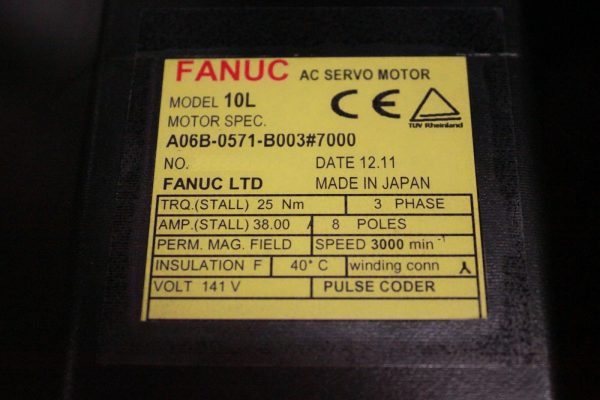 FANUC AC SERVO MOTOR
MODEL 10L
MOTOR SPEC.
A06B-0571-B003#7000
NO. DATE 12.11
FANUC LTD MADE IN JAPAN
TRQ.(STALL) 25 Nm 3 PHASE
AMP.(STALL) 38.00 A 8 POLES
PERM. MAG. FIELD SPEED 3000 min⁻¹
INSULATION F 40° C winding conn
VOLT 141 V PULSE CODER
CE
TUV Rheinland